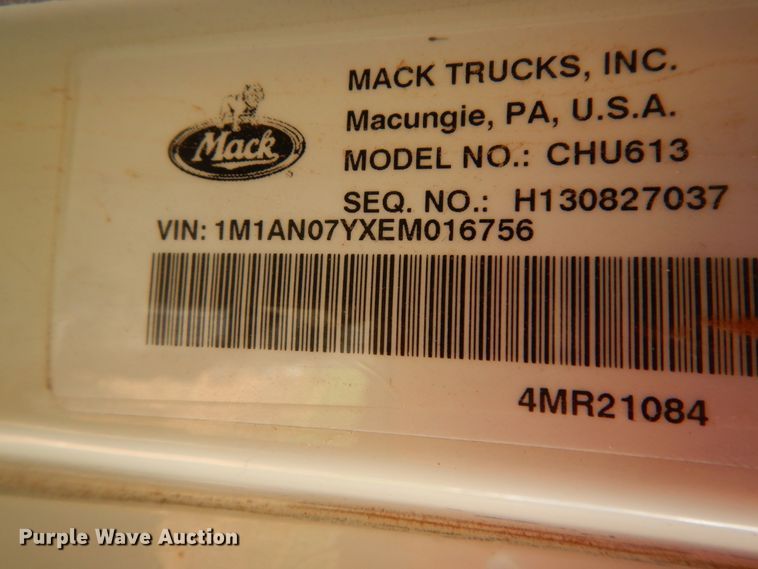 MACK TRUCKS, INC.
Macungie, PA, U.S.A.
Mack
®
MODEL NO.: CHU613
SEQ. NO.: H130827037
VIN: 1M1AN07YXEM016756
4MR21084
Purple Wave Auction